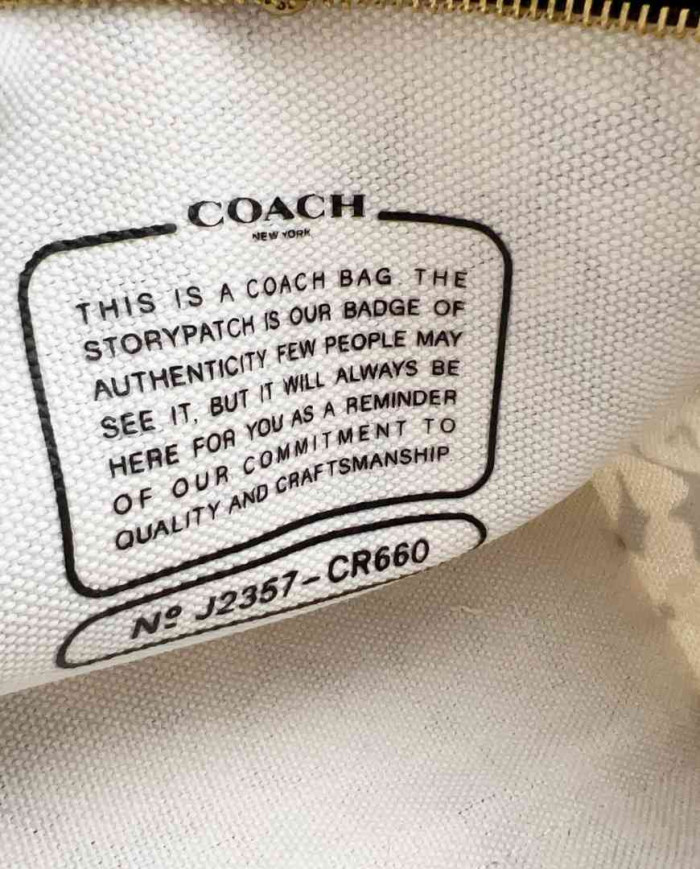 COACH
NEW YORK
THIS IS A COACH BAG. THE
STORYPATCH IS OUR BADGE OF
AUTHENTICITY FEW PEOPLE MAY
SEE IT, BUT IT WILL ALWAYS BE
HERE FOR YOU AS A REMINDER
OF OUR COMMITMENT TO
QUALITY AND CRAFTSMANSHIP
Nº J2357-CR660